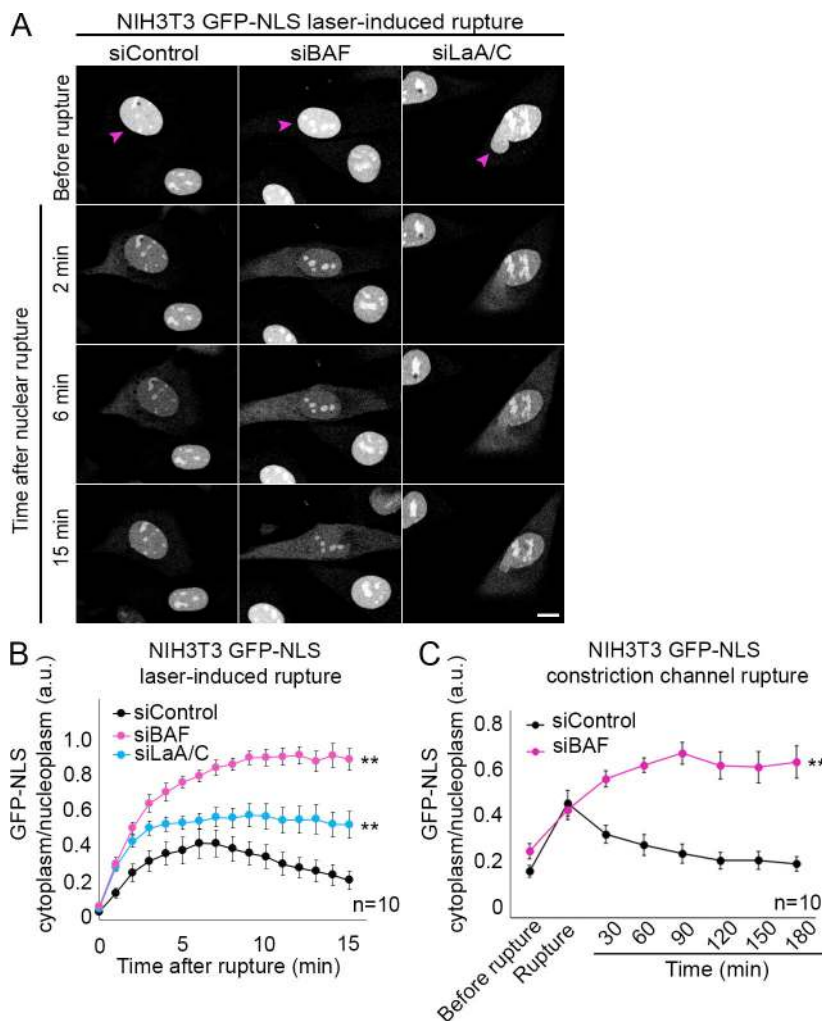 A
NIH3T3 GFP-NLS laser-induced rupture
siControl siBAF siLaA/C
Before rupture
Time after nuclear rupture
2 min
6 min
15 min
B
NIH3T3 GFP-NLS
laser-induced rupture
GFP-NLS
cytoplasm/nucleoplasm (a.u.)
siControl
siBAF
siLaA/C
1.0
0.8
0.6
0.4
0.2
0
**
**
n=10
0 5 10 15
Time after rupture (min)
C
NIH3T3 GFP-NLS
constriction channel rupture
GFP-NLS
cytoplasm/nucleoplasm (a.u.)
siControl
siBAF
0.8
0.6
0.4
0.2
0
**
n=10
Before rupture
Rupture
30 60 90 120 150 180
Time (min)